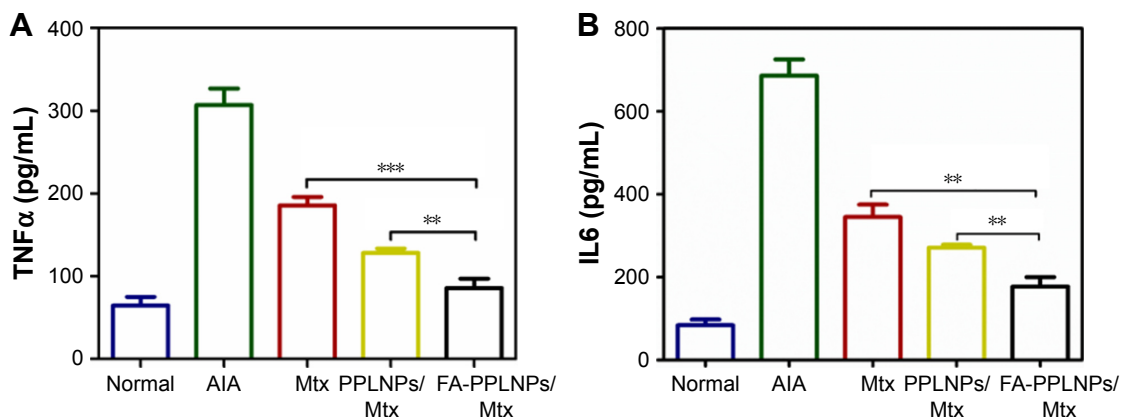 A
TNFα (pg/mL)
400
300
200
100
0
***
**
Normal AIA Mtx PPLNPs/ FA-PPLNPs/
Mtx Mtx
B
IL6 (pg/mL)
800
600
400
200
0
**
**
Normal AIA Mtx PPLNPs/ FA-PPLNPs/
Mtx Mtx